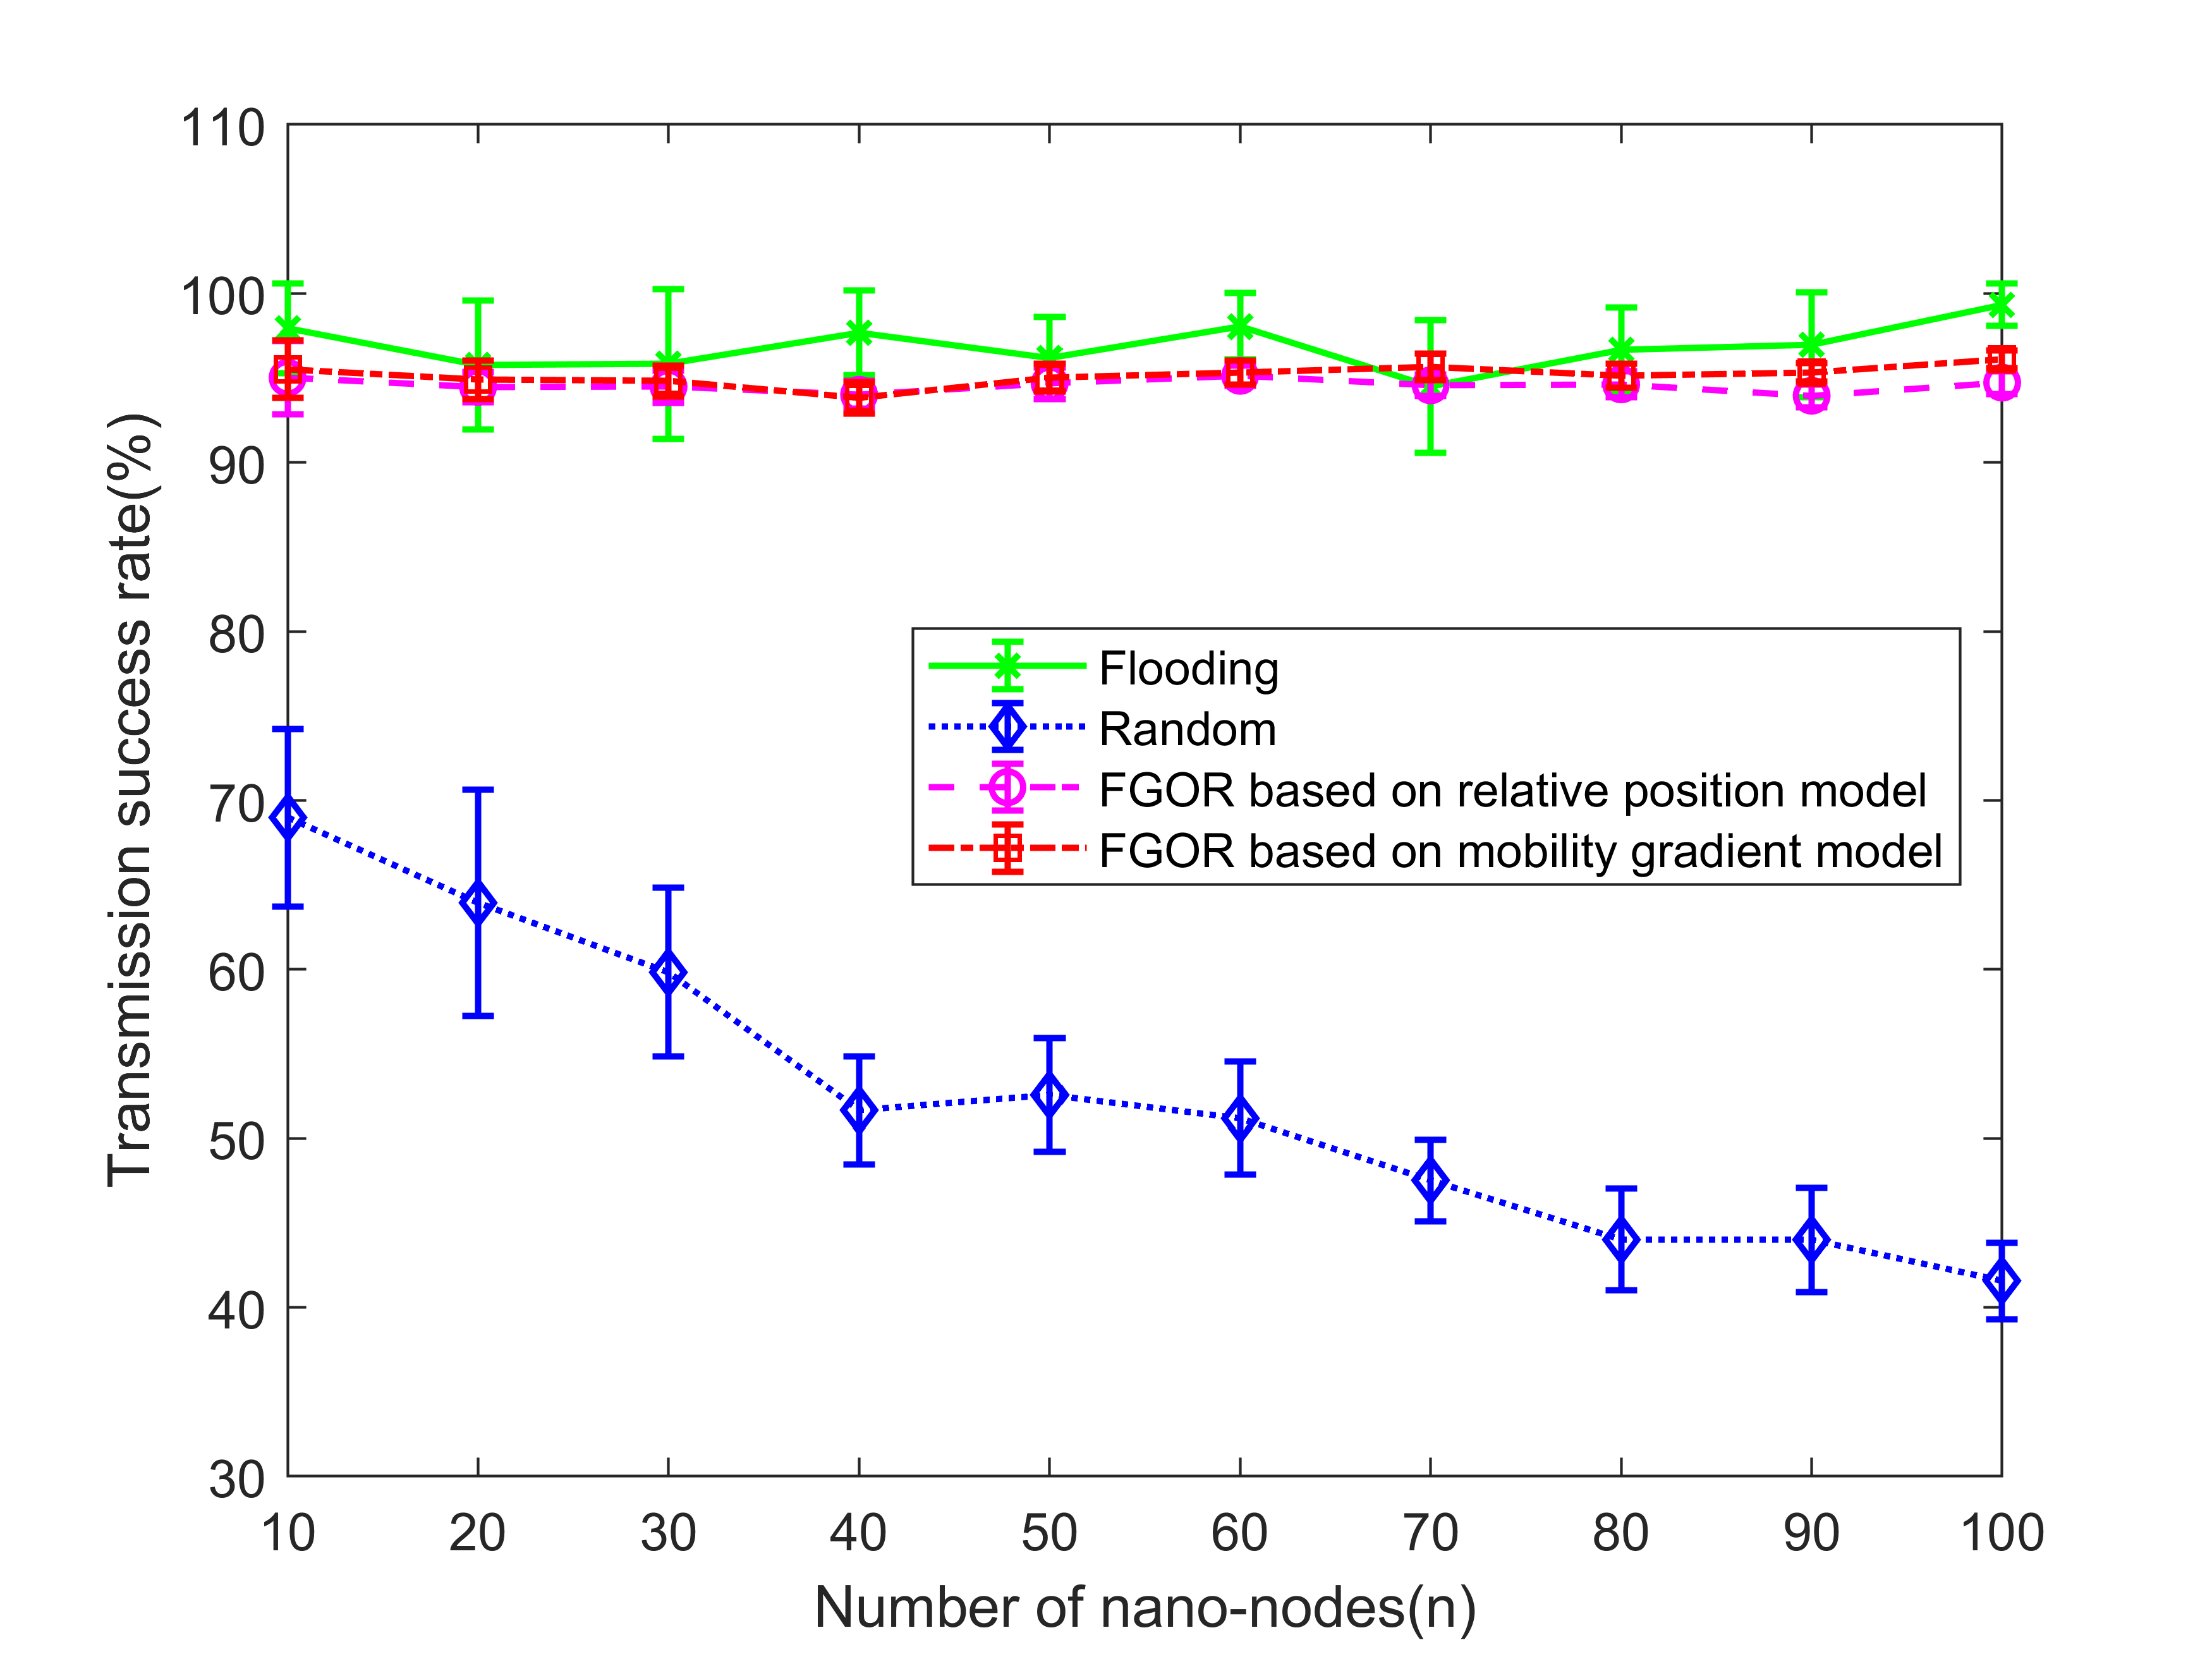 110
100
90
80
70
60
50
40
30
10 20 30 40 50 60 70 80 90 100
Transmission success rate(%)
Number of nano-nodes(n)
Flooding
Random
FGOR based on relative position model
FGOR based on mobility gradient model